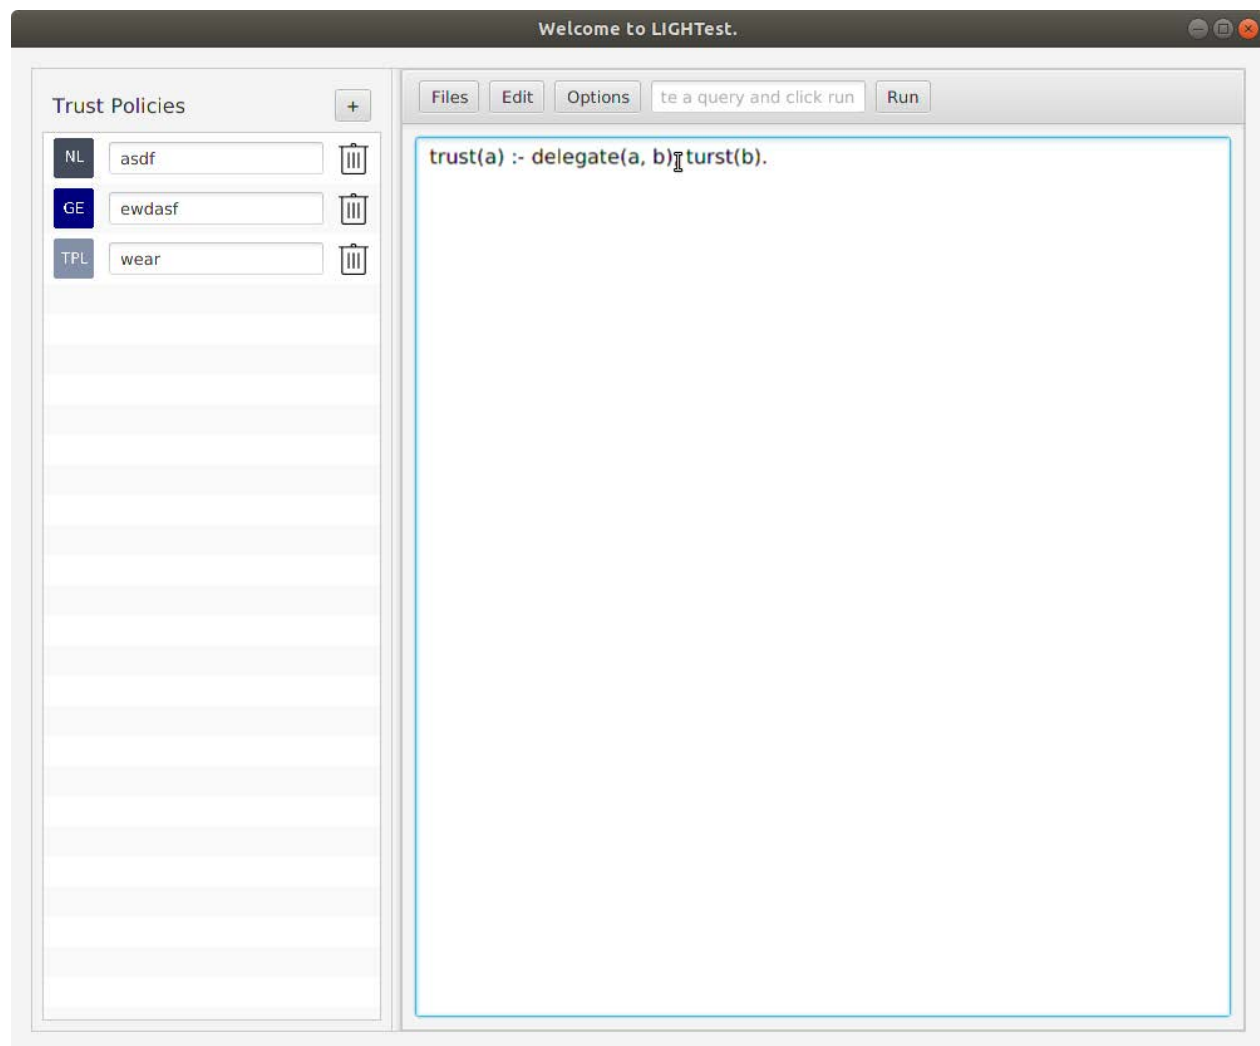 Welcome to LIGHTest.
Trust Policies
+
NL asdf
GE ewdasf
TPL wear
Files Edit Options te a query and click run Run
trust(a) :- delegate(a, b), turst(b).